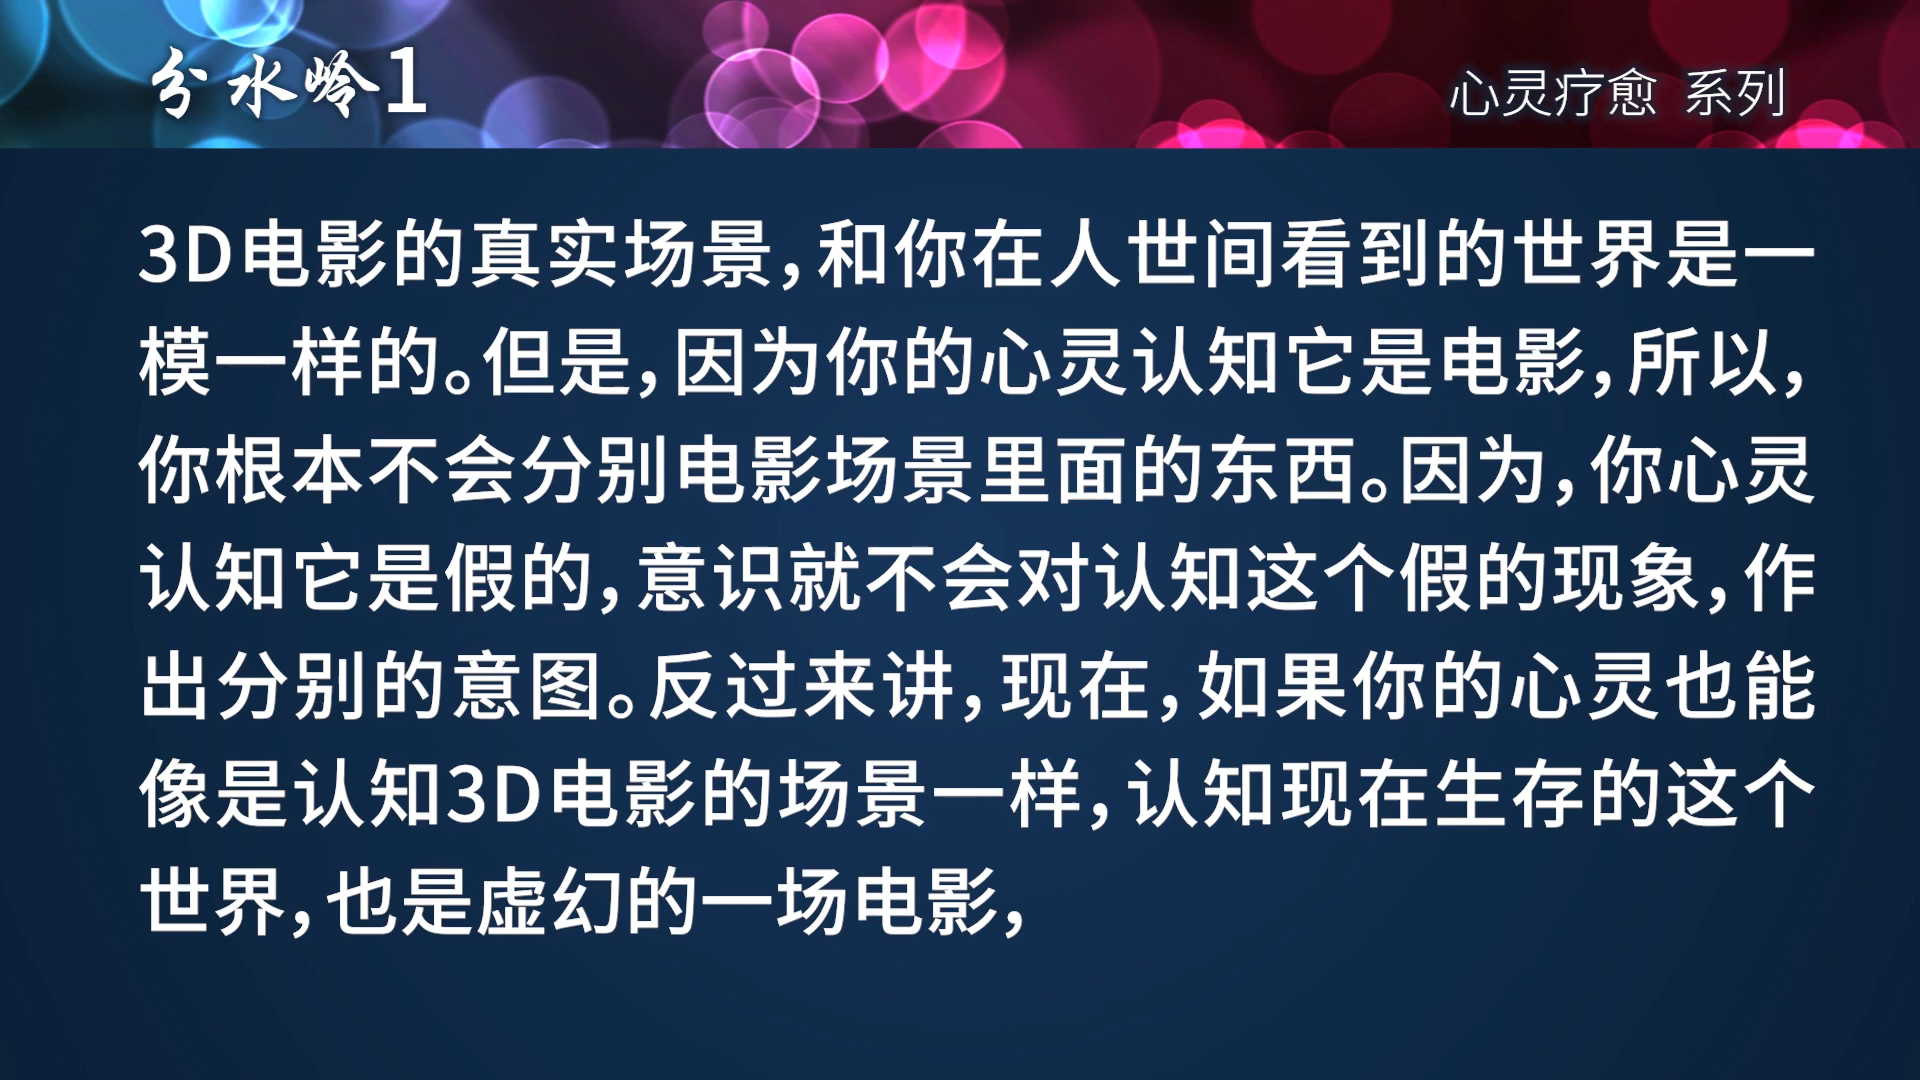 分水岭1
心灵疗愈 系列
3D电影的真实场景，和你在人世间看到的世界是一
模一样的。但是，因为你的心灵认知它是电影，所以，
你根本不会分别电影场景里面的东西。因为，你心灵
认知它是假的，意识就不会对认知这个假的现象，作
出分别的意图。反过来讲，现在，如果你的心灵也能
像是认知3D电影的场景一样，认知现在生存的这个
世界，也是虚幻的一场电影，